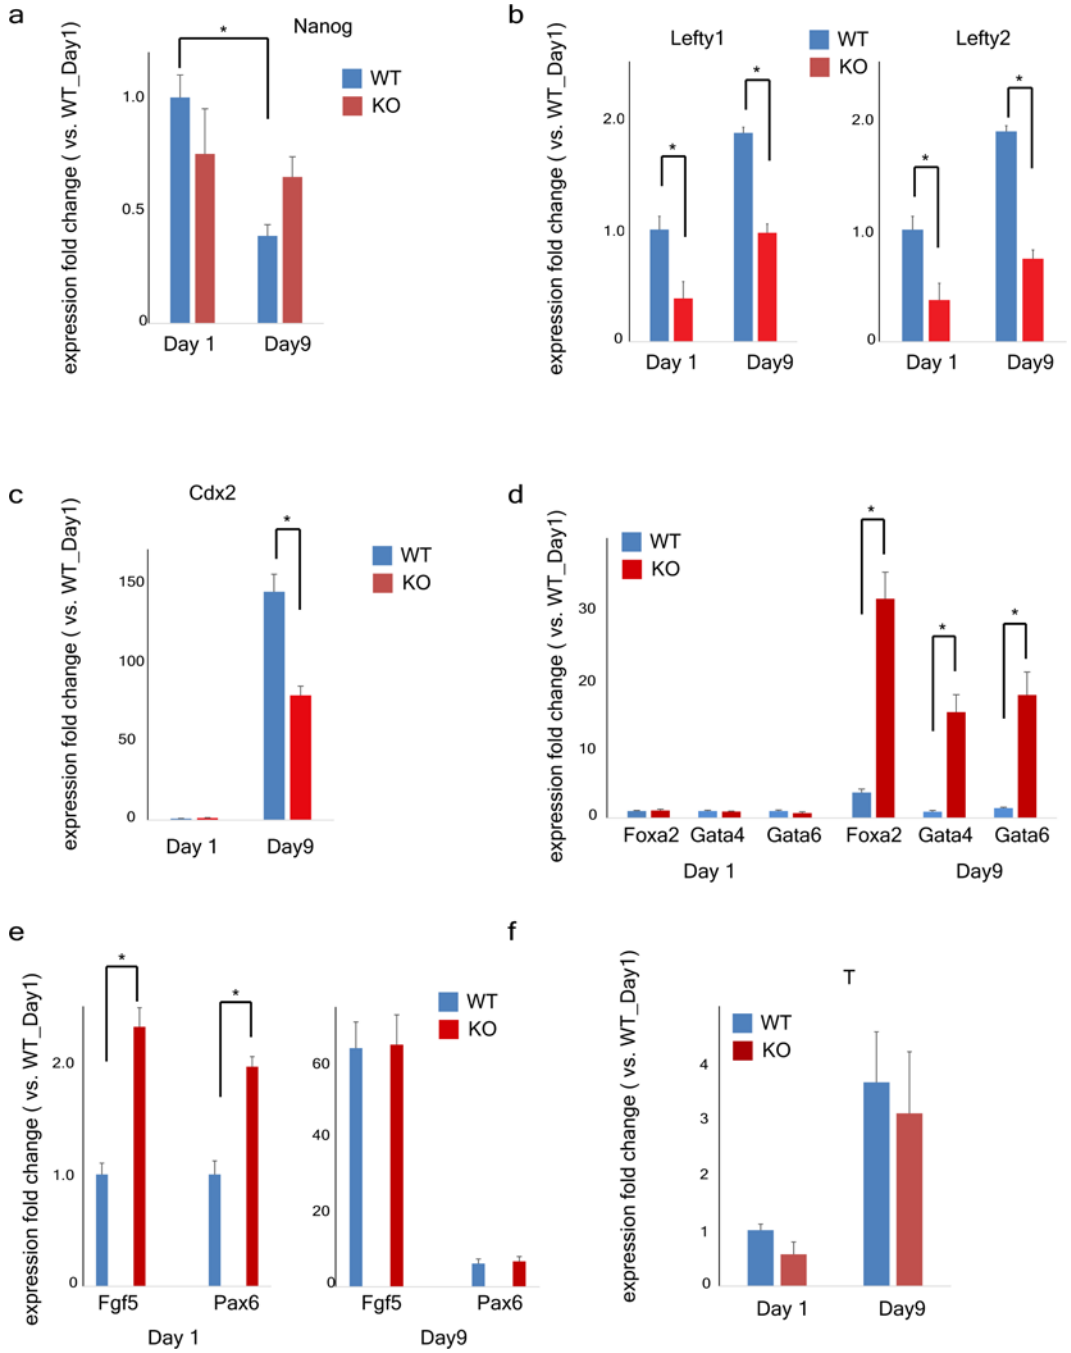 a
Nanog
*
expression fold change ( vs. WT_Day1)
1.0
0.5
0
WT
KO
Day 1 Day9
b
Lefty1
WT
KO
Lefty2
expression fold change ( vs. WT_Day1)
2.0
1.0
0
*
*
Day 1 Day9
2.0
1.0
0
*
*
Day 1 Day9
c
Cdx2
expression fold change ( vs. WT_Day1)
*
150
100
50
0
WT
KO
Day 1 Day9
d
expression fold change ( vs. WT_Day1)
WT
KO
30
20
10
0
*
*
*
Foxa2 Gata4 Gata6 Foxa2 Gata4 Gata6
Day 1 Day9
e
expression fold change ( vs. WT_Day1)
*
*
2.0
1.0
0
Fgf5 Pax6
Day 1
60
40
20
0
WT
KO
Fgf5 Pax6
Day9
f
T
expression fold change ( vs. WT_Day1)
WT
KO
4
3
2
1
0
Day 1 Day9